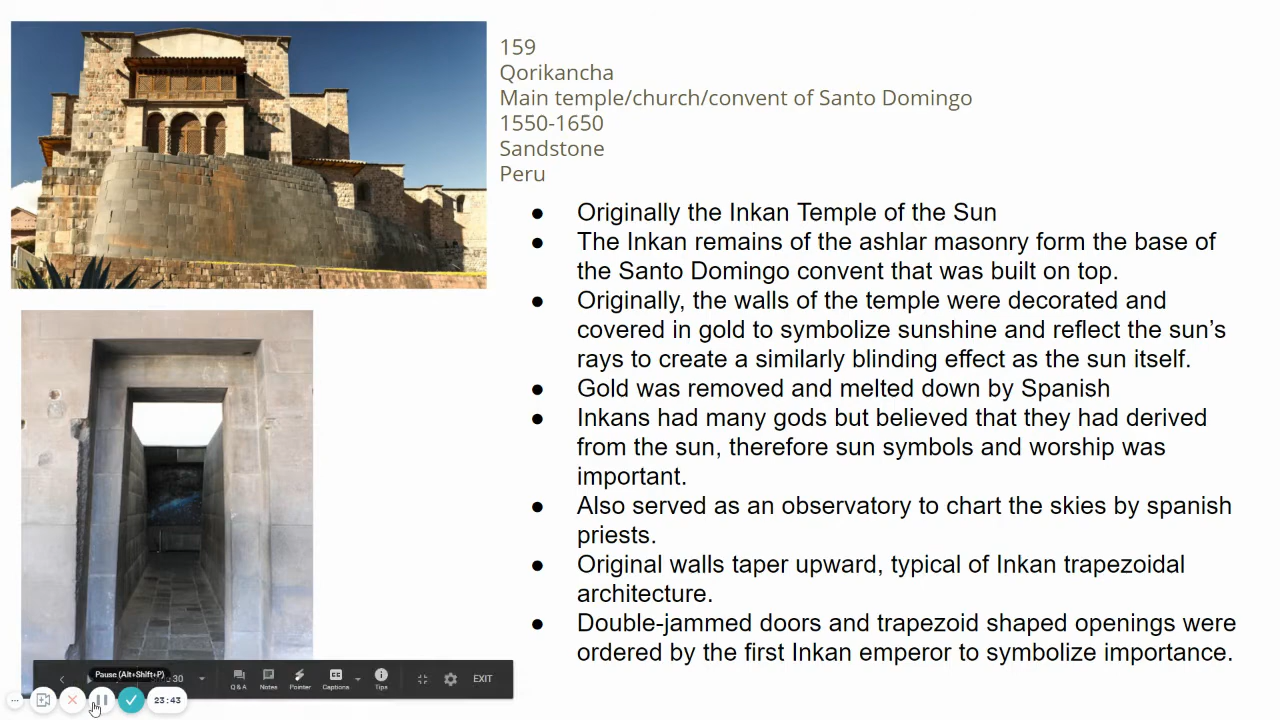 159
Qorikancha
Main temple/church/convent of Santo Domingo
1550-1650
Sandstone
Peru
● Originally the Inkan Temple of the Sun
● The Inkan remains of the ashlar masonry form the base of
the Santo Domingo convent that was built on top.
● Originally, the walls of the temple were decorated and
covered in gold to symbolize sunshine and reflect the sun’s
rays to create a similarly blinding effect as the sun itself.
● Gold was removed and melted down by Spanish
● Inkans had many gods but believed that they had derived
from the sun, therefore sun symbols and worship was
important.
● Also served as an observatory to chart the skies by spanish
priests.
● Original walls taper upward, typical of Inkan trapezoidal
architecture.
● Double-jammed doors and trapezoid shaped openings were
ordered by the first Inkan emperor to symbolize importance.
Pause (Alt+Shift+P)
30
Q&A Notes Pointer Captions Tips EXIT
23:43